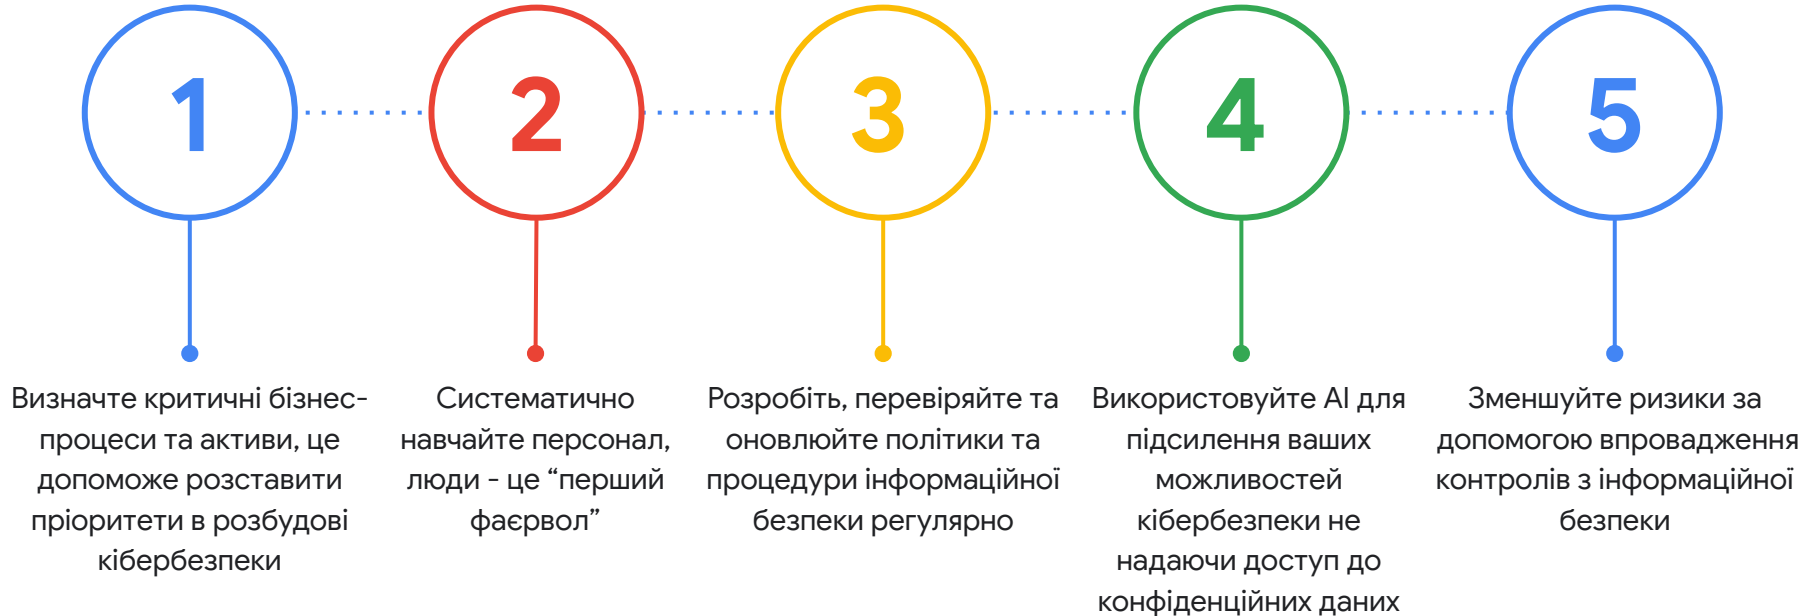 1
2
3
4
5
Визначте критичні бізнес-
процеси та активи, це
допоможе розставити
пріоритети в розбудові
кібербезпеки
Систематично
навчайте персонал,
люди - це “перший
фаєрвол”
Розробіть, перевіряйте та
оновлюйте політики та
процедури інформаційної
безпеки регулярно
Використовуйте AI для
підсилення ваших
можливостей
кібербезпеки не
надаючи доступ до
конфіденційних даних
Зменшуйте ризики за
допомогою впровадження
контролів з інформаційної
безпеки